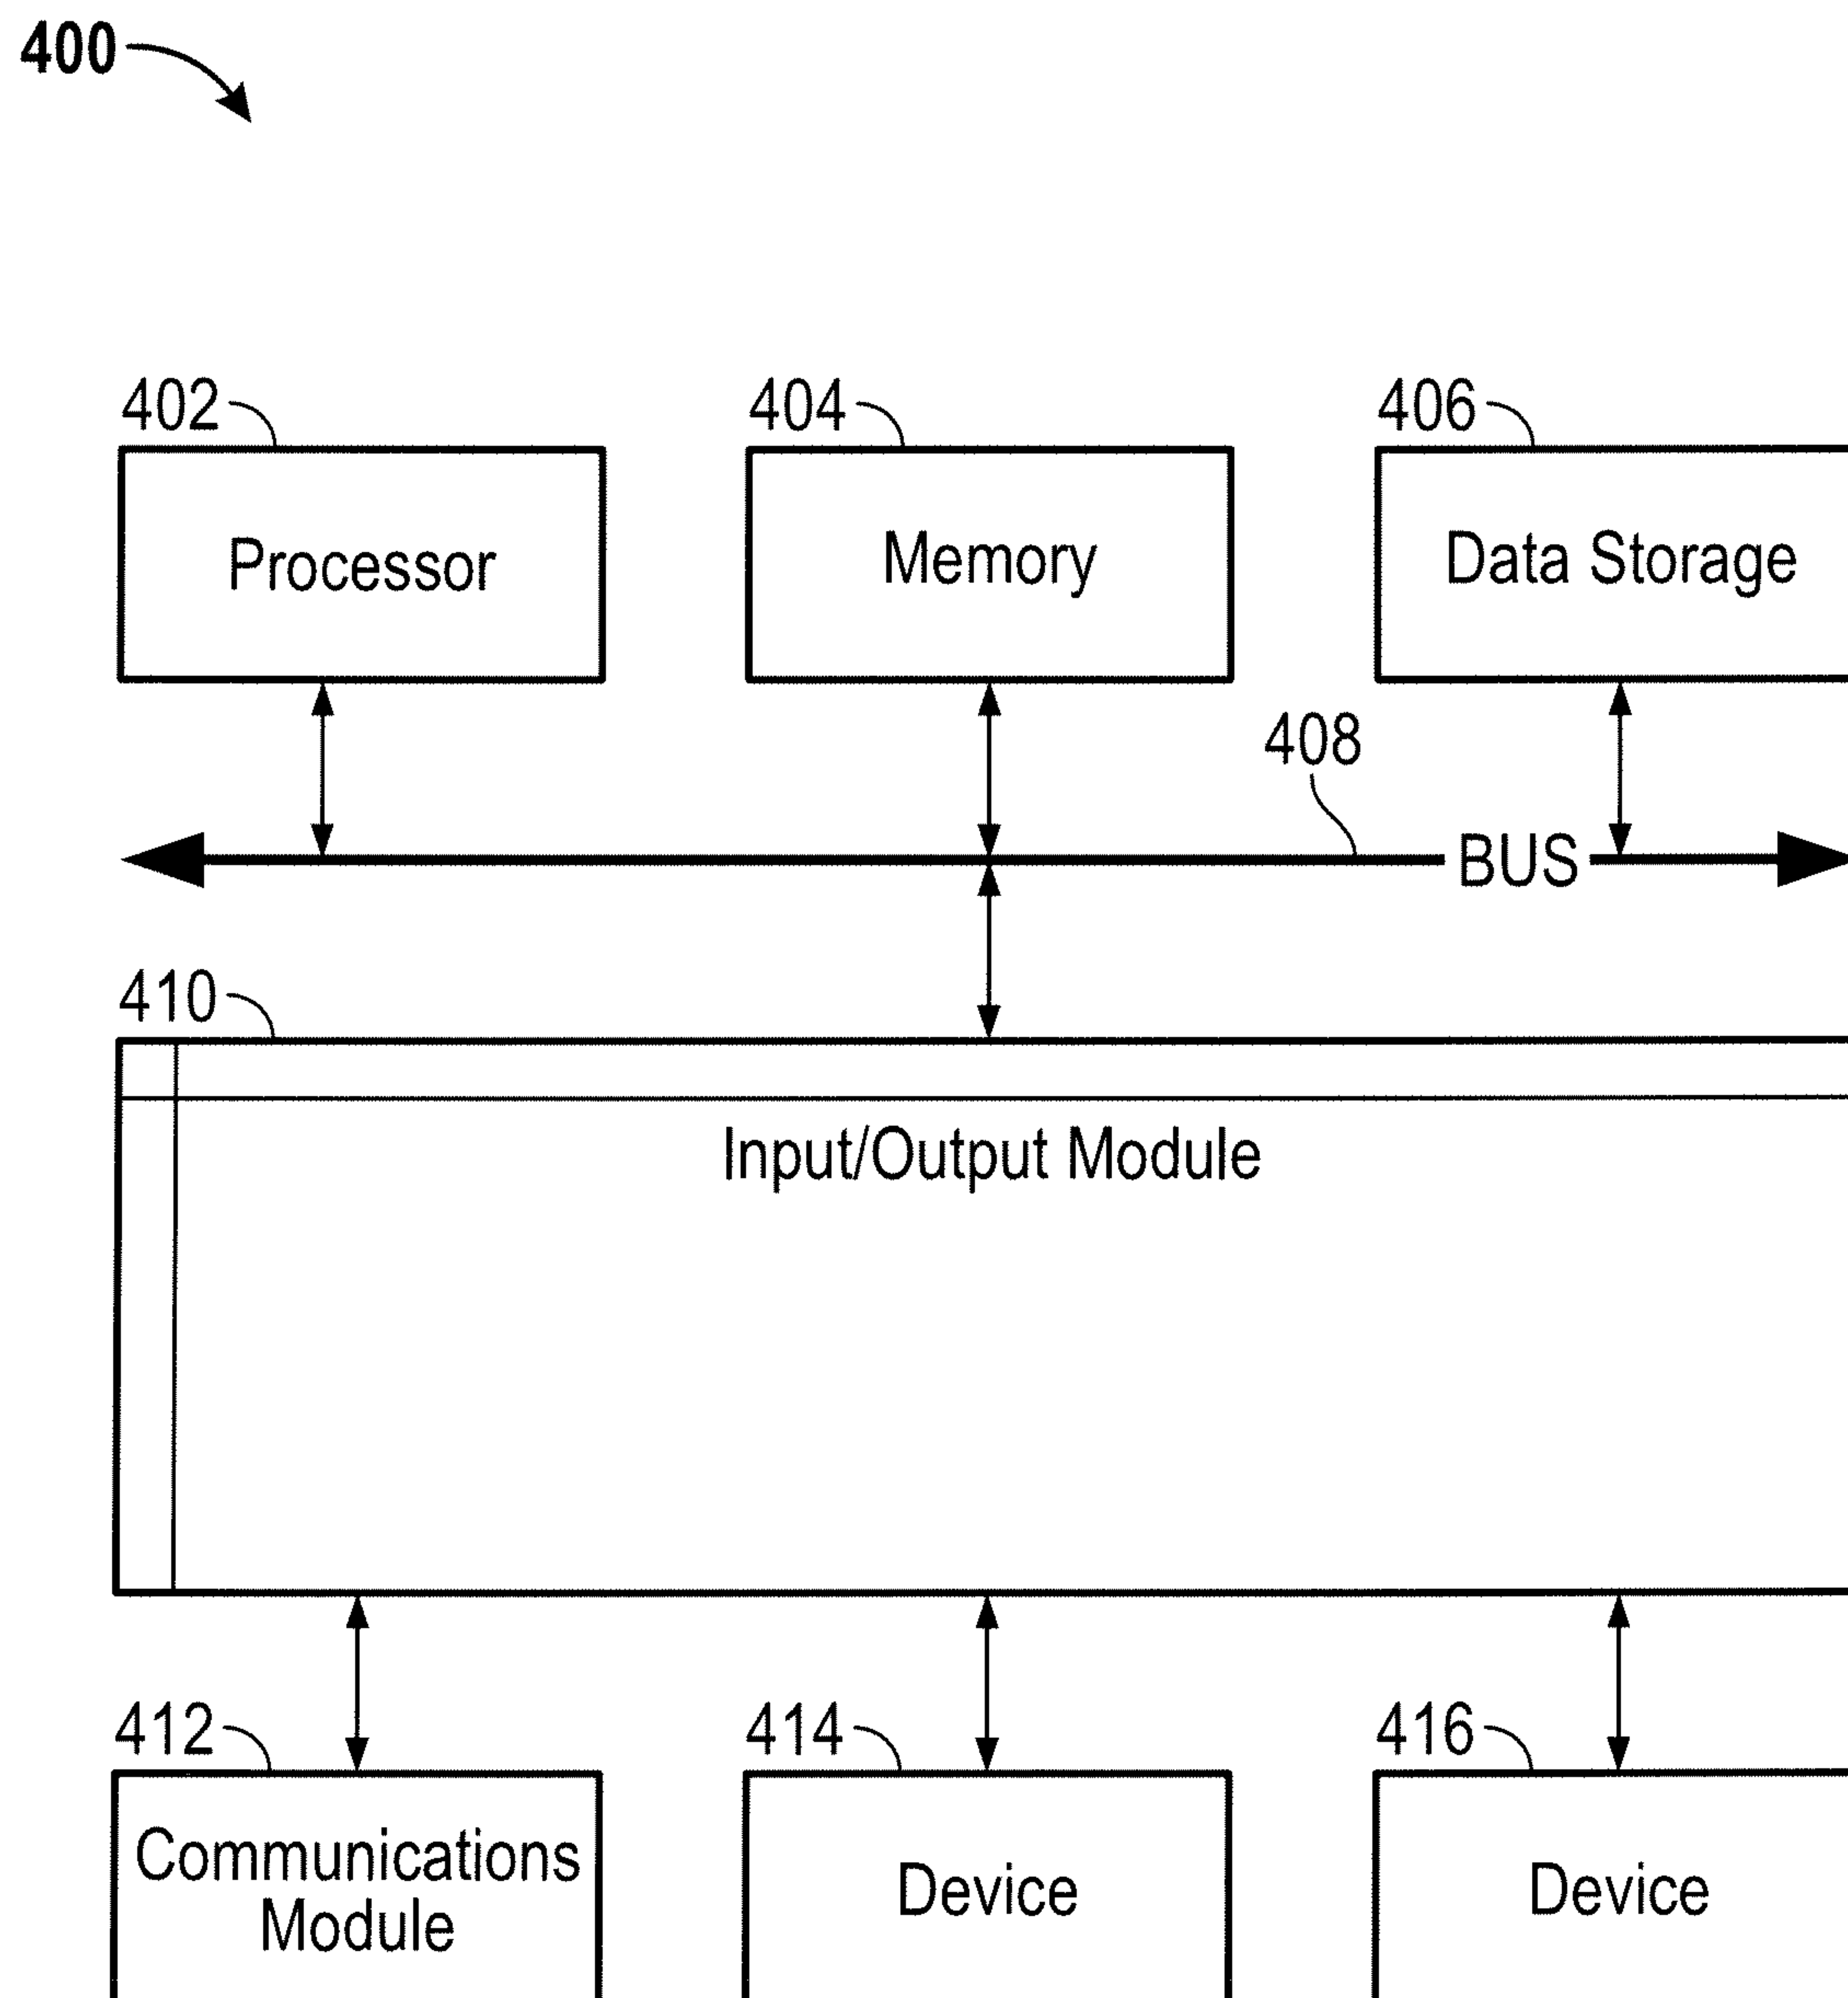 400
402
404
406
Processor
Memory
Data Storage
408
BUS
410
Input/Output Module
412
414
416
Communications
Module
Device
Device